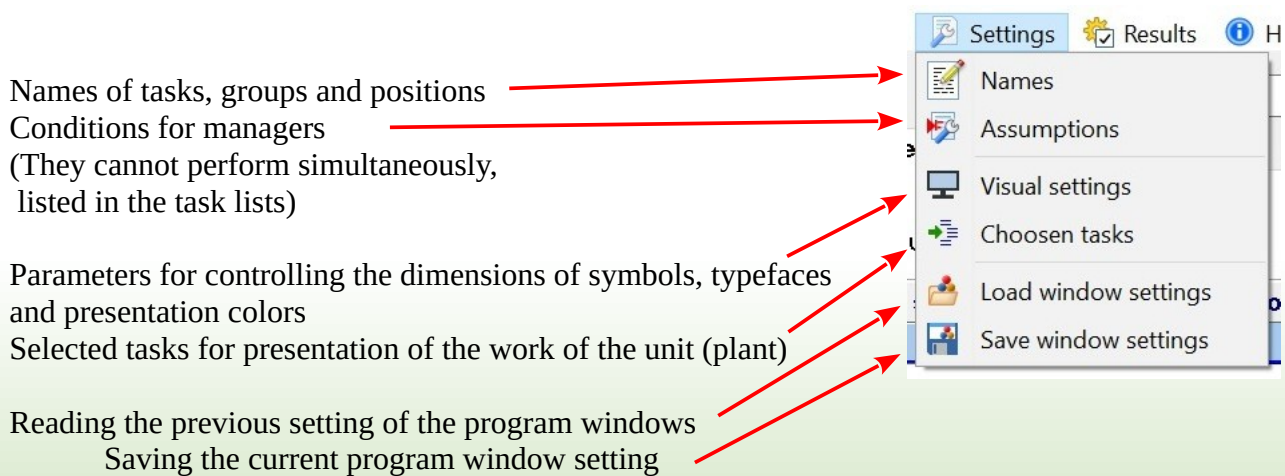 Settings Results H
Names of tasks, groups and positions
Names
Conditions for managers
Assumptions
(They cannot perform simultaneously,
listed in the task lists)
Visual settings
Choosen tasks
Parameters for controlling the dimensions of symbols, typefaces
and presentation colors
Load window settings
Selected tasks for presentation of the work of the unit (plant)
Save window settings
Reading the previous setting of the program windows
Saving the current program window setting